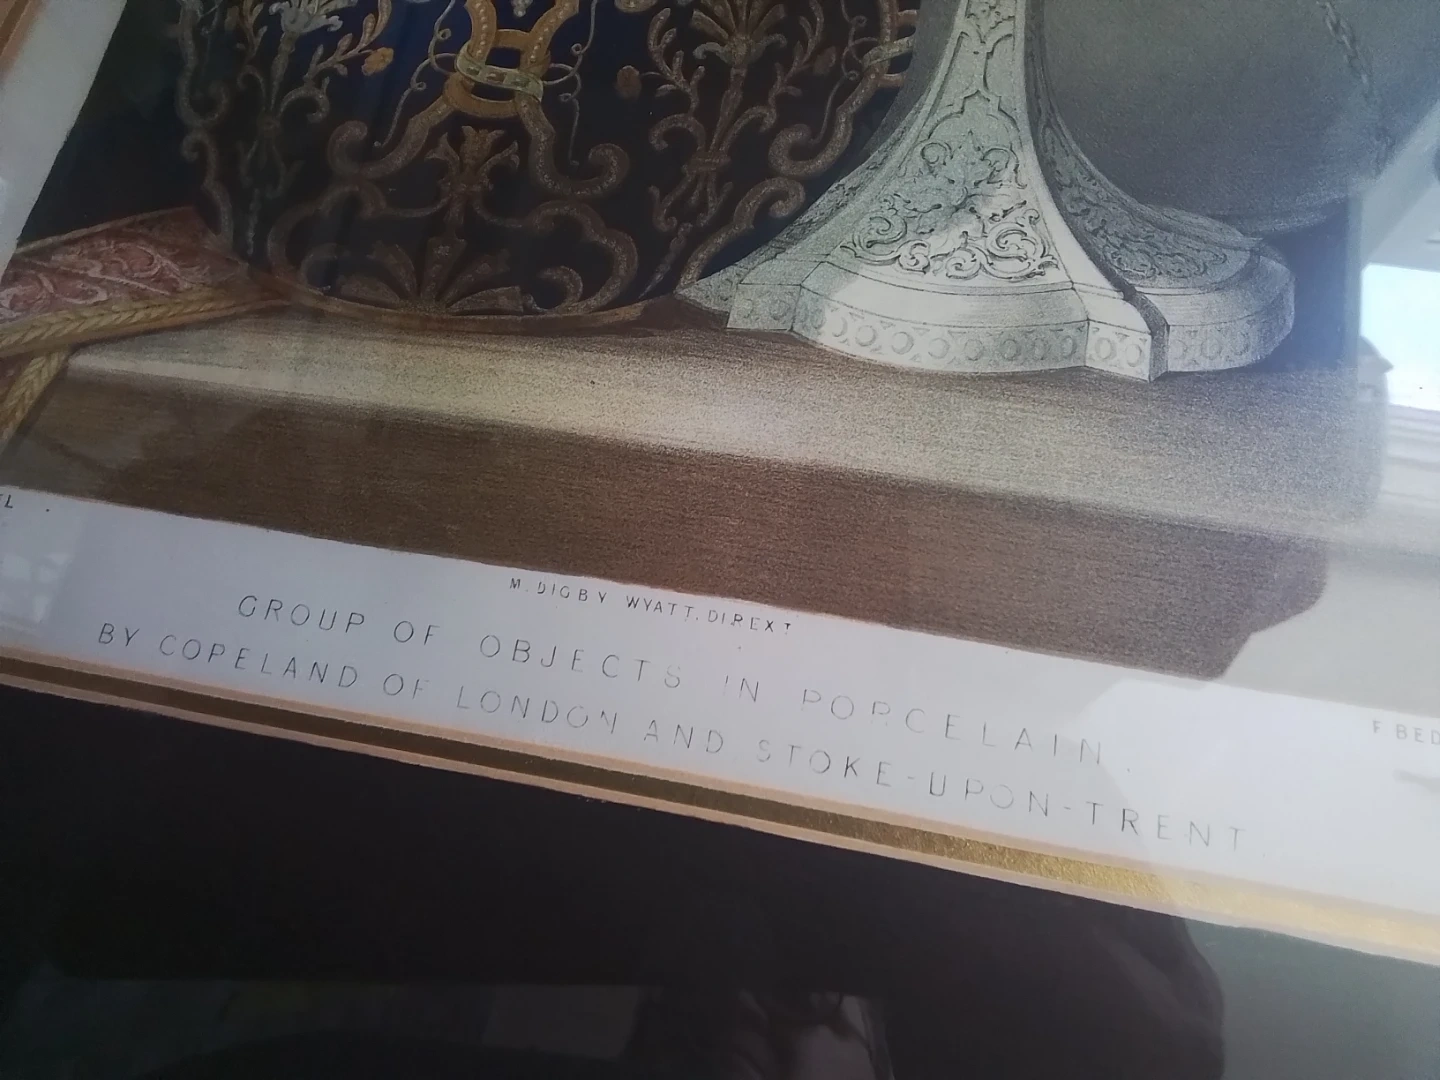 M. DIGBY WYATT. DIREXT
GROUP OF OBJECTS IN PORCELAIN.
BY COPELAND OF LONDON AND STOKE-UPON-TRENT